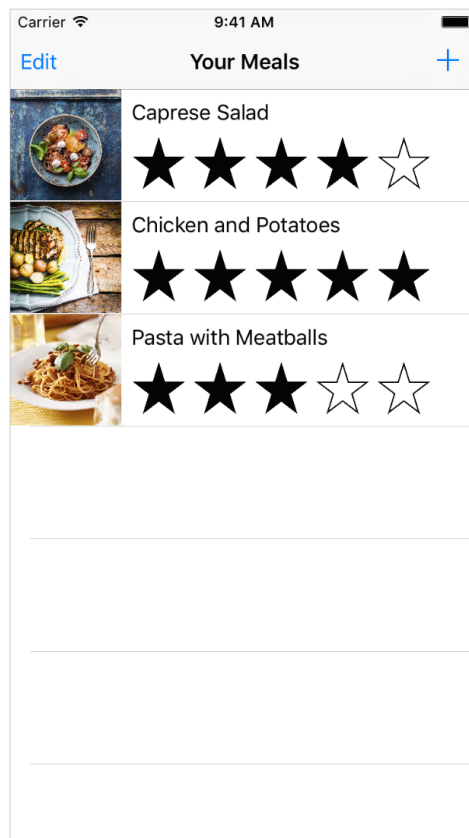 Carrier 9:41 AM
Edit Your Meals +
Caprese Salad
Chicken and Potatoes
Pasta with Meatballs